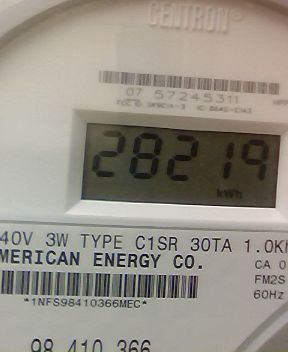 CENTRON®
07 57245311
28219
kWh
40V 3W TYPE C1SR 30TA 1.0K
MERICAN ENERGY CO.
CA 0
FM2S
*1NFS98410366MEC*
60Hz
98 410 366